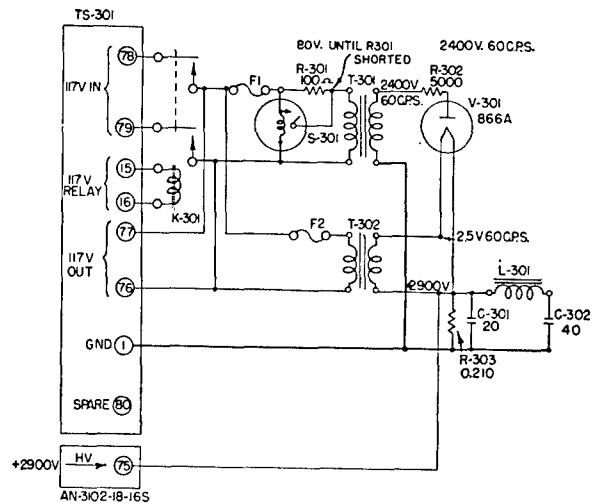 TS-301
78
117V IN
79
15
117V
RELAY
16
K-301
77
117V
OUT
76
GND 1
SPARE 80
+2900V
HV
75
AN-3102-18-16S
80V. UNTIL R301
SHORTED
F1
R-301
100
T-301
S-301
2400V
60C.P.S.
2400V. 60C.P.S.
R-302
5000
V-301
866A
F2
T-302
2.5V 60C.P.S.
+2900V
L-301
C-301
20
C-302
40
R-303
0.210